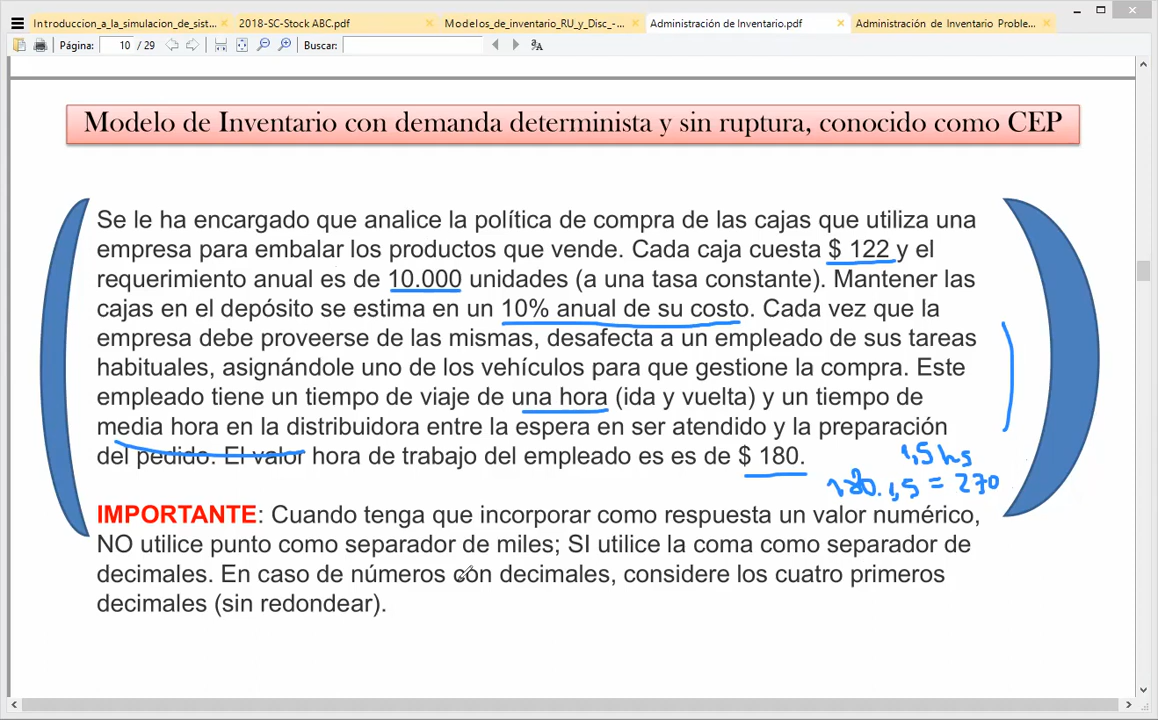 Introduccion_a_la_simulacion_de_sist...
2018-SC-Stock ABC.pdf
Modelos_de_inventario_RU_y_Disc_-...
Administración de Inventario.pdf
Administración de Inventario Proble...
Página: 10 / 29
Buscar:
Modelo de Inventario con demanda determinista y sin ruptura, conocido como CEP
Se le ha encargado que analice la política de compra de las cajas que utiliza una
empresa para embalar los productos que vende. Cada caja cuesta $ 122 y el
requerimiento anual es de 10.000 unidades (a una tasa constante). Mantener las
cajas en el depósito se estima en un 10% anual de su costo. Cada vez que la
empresa debe proveerse de las mismas, desafecta a un empleado de sus tareas
habituales, asignándole uno de los vehículos para que gestione la compra. Este
empleado tiene un tiempo de viaje de una hora (ida y vuelta) y un tiempo de
media hora en la distribuidora entre la espera en ser atendido y la preparación
del pedido. El valor hora de trabajo del empleado es es de $ 180.
1,5 hs
180. 1,5 = 270
IMPORTANTE: Cuando tenga que incorporar como respuesta un valor numérico,
NO utilice punto como separador de miles; SI utilice la coma como separador de
decimales. En caso de números con decimales, considere los cuatro primeros
decimales (sin redondear).